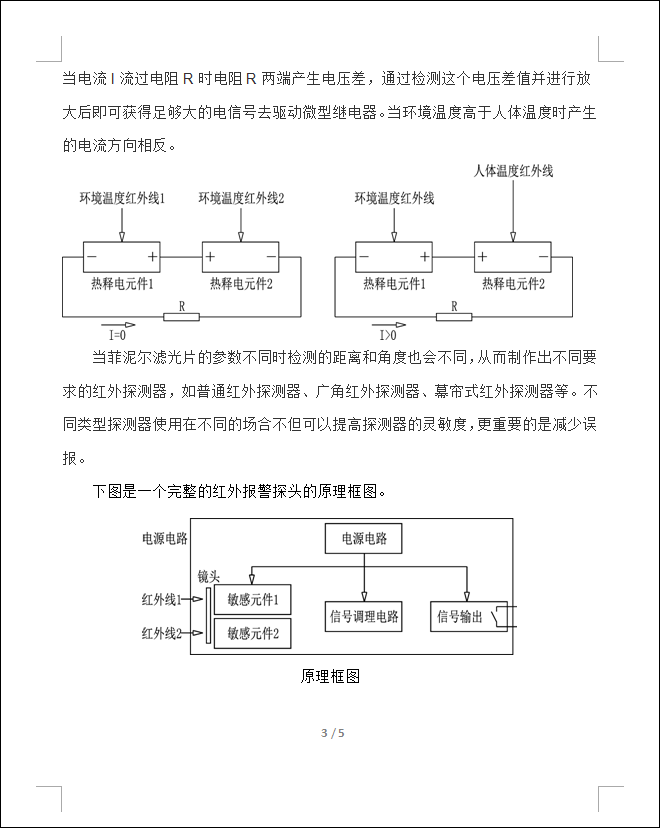 当电流 I 流过电阻 R 时电阻 R 两端产生电压差，通过检测这个电压差值并进行放
大后即可获得足够大的电信号去驱动微型继电器。当环境温度高于人体温度时产生
的电流方向相反。
人体温度红外线
环境温度红外线1 环境温度红外线2 环境温度红外线
− + + − − + + −
热释电元件1 热释电元件2 热释电元件1 热释电元件2
R R
I=0 I>0
当菲泥尔滤光片的参数不同时检测的距离和角度也会不同，从而制作出不同要
求的红外探测器，如普通红外探测器、广角红外探测器、幕帘式红外探测器等。不
同类型探测器使用在不同的场合不但可以提高探测器的灵敏度，更重要的是减少误
报。
下图是一个完整的红外报警探头的原理框图。
电源电路 电源电路
镜头
红外线1 敏感元件1 信号调理电路 信号输出
红外线2 敏感元件2
原理框图
3 / 5